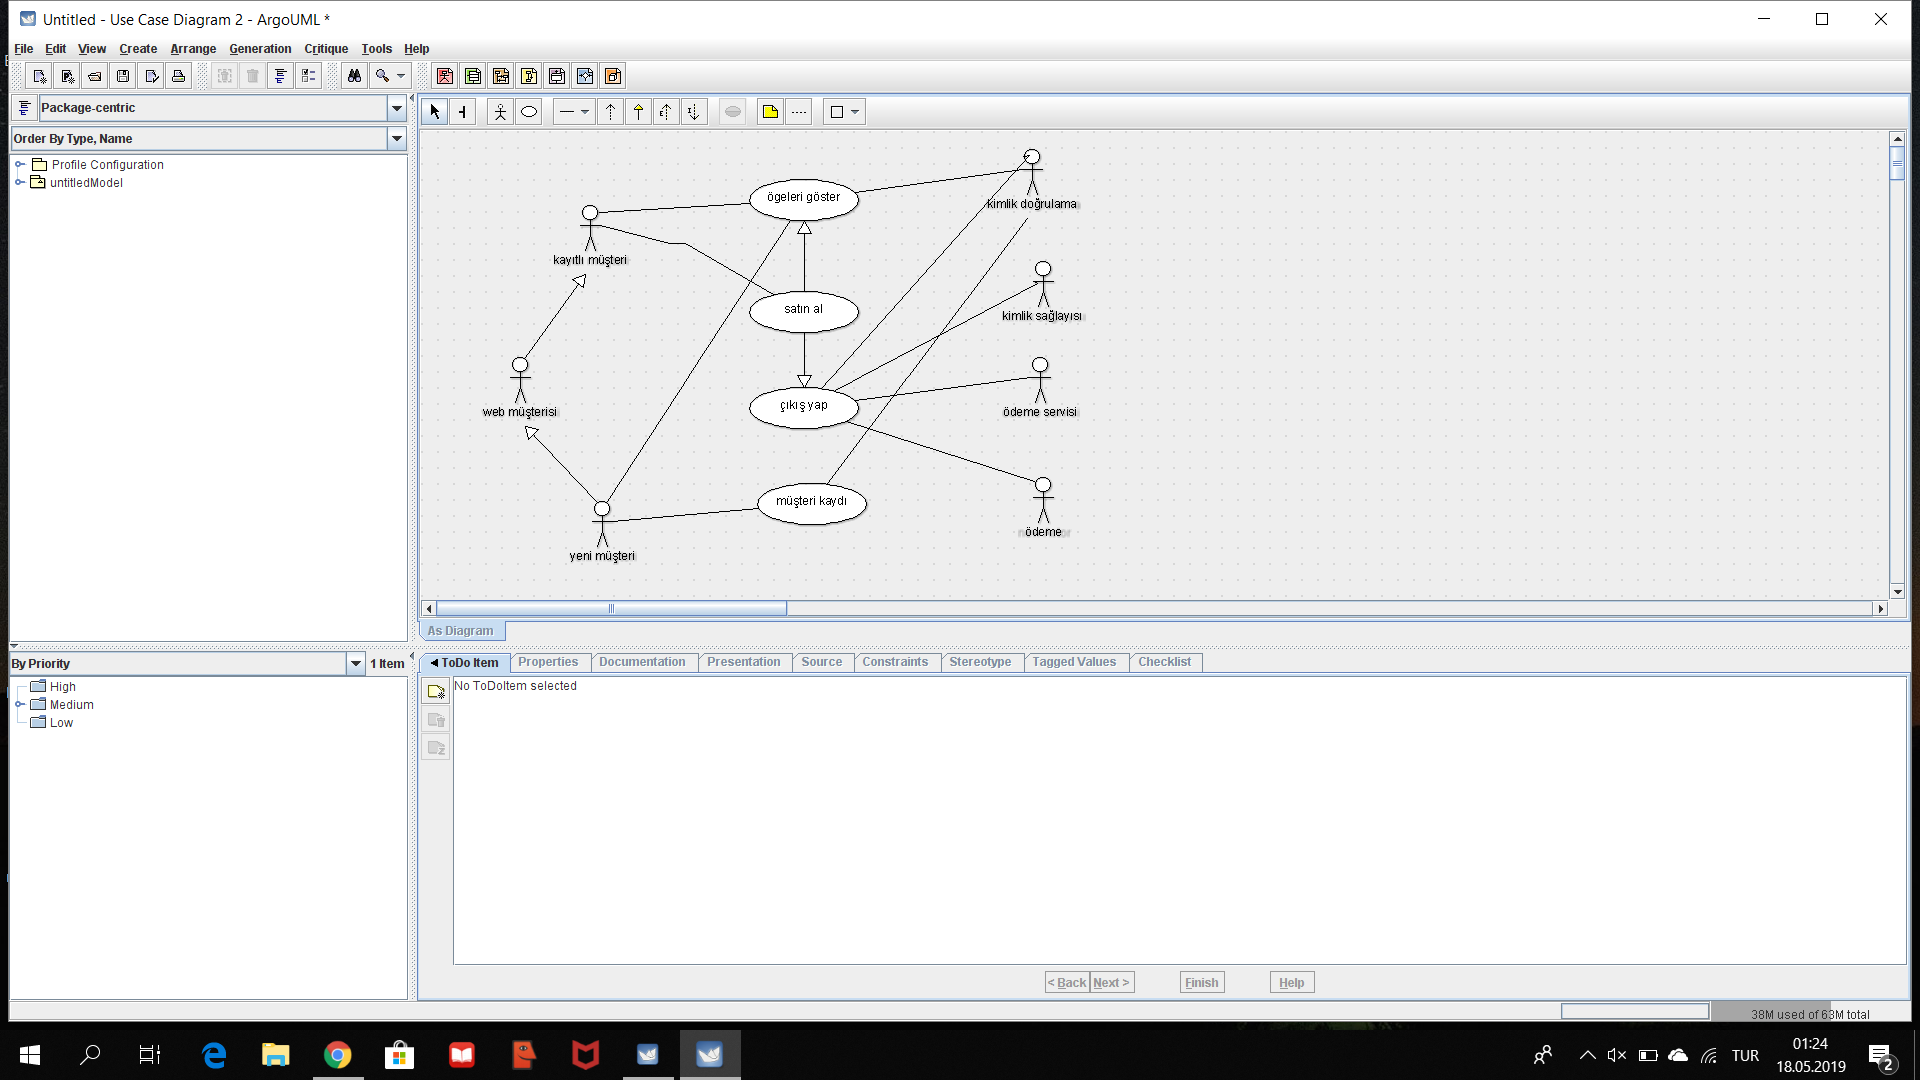 Untitled - Use Case Diagram 2 - ArgoUML *
File Edit View Create Arrange Generation Critique Tools Help
Package-centric
Order By Type, Name
Profile Configuration
untitledModel
ögeleri göster
kimlik doğrulama
kayıtlı müşteri
satın al
kimlik sağlayısı
çıkış yap
web müşterisi
ödeme servisi
müşteri kaydı
ödeme
yeni müşteri
As Diagram
By Priority 1 Item
High
Medium
Low
ToDo Item Properties Documentation Presentation Source Constraints Stereotype Tagged Values Checklist
No ToDoItem selected
< Back Next > Finish Help
38M used of 63M total
TUR
01:24
18.05.2019
2